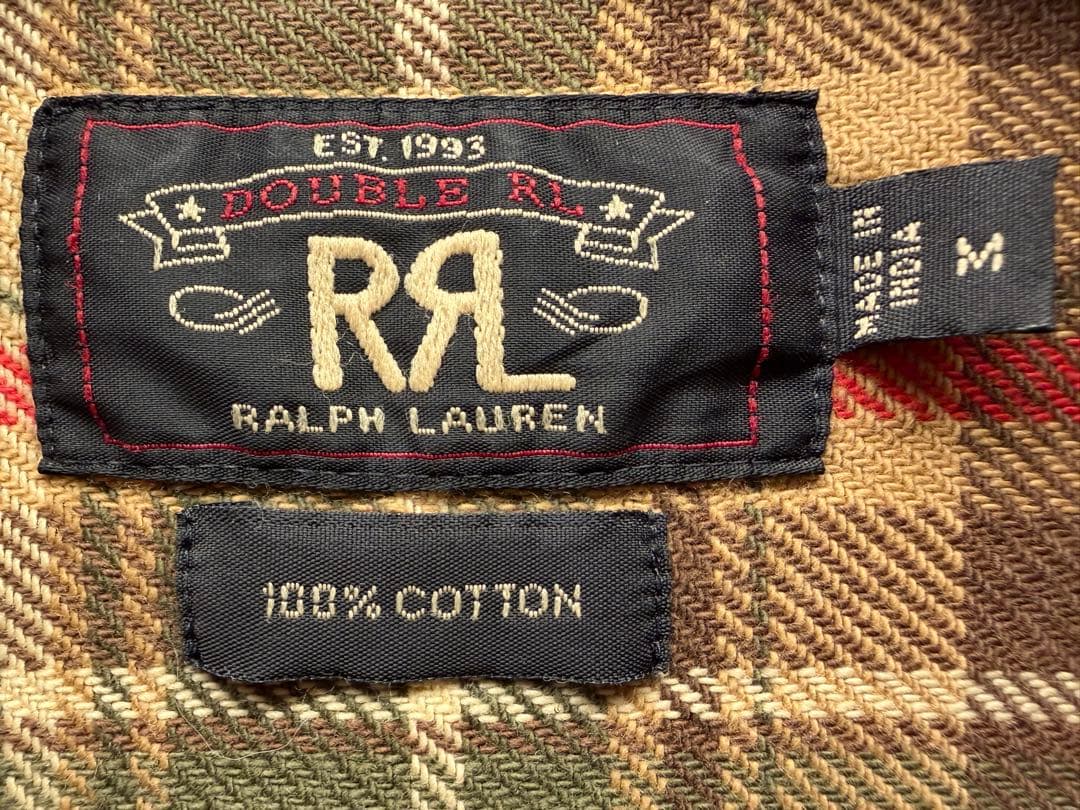 EST. 1993
DOUBLE RL
RRL
RALPH LAUREN
MADE IN
INDIA
M
100% COTTON